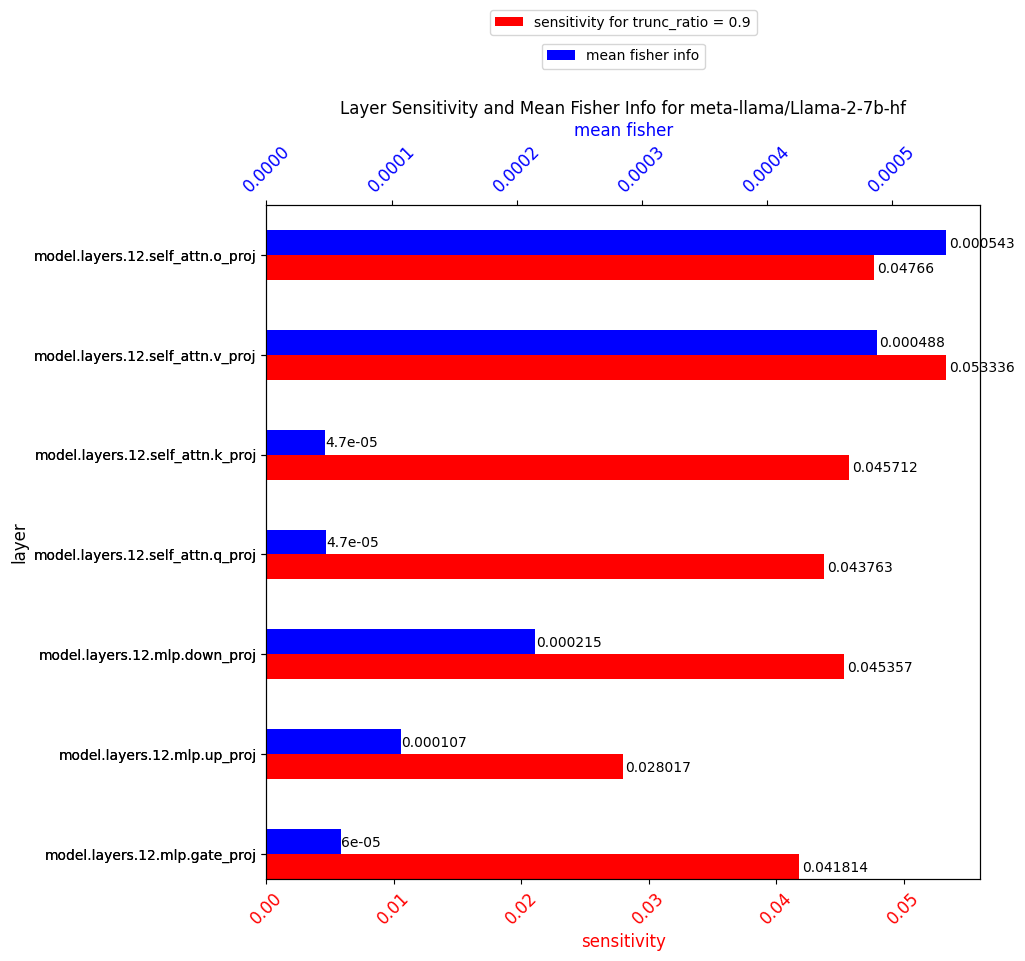 sensitivity for trunc_ratio = 0.9
mean fisher info
Layer Sensitivity and Mean Fisher Info for meta-llama/Llama-2-7b-hf
mean fisher
0.0000 0.0001 0.0002 0.0003 0.0004 0.0005
model.layers.12.self_attn.o_proj
0.000543
0.04766
model.layers.12.self_attn.v_proj
0.000488
0.053336
model.layers.12.self_attn.k_proj
4.7e-05
0.045712
model.layers.12.self_attn.q_proj
4.7e-05
0.043763
model.layers.12.mlp.down_proj
0.000215
0.045357
model.layers.12.mlp.up_proj
0.000107
0.028017
model.layers.12.mlp.gate_proj
6e-05
0.041814
layer
0.00 0.01 0.02 0.03 0.04 0.05
sensitivity